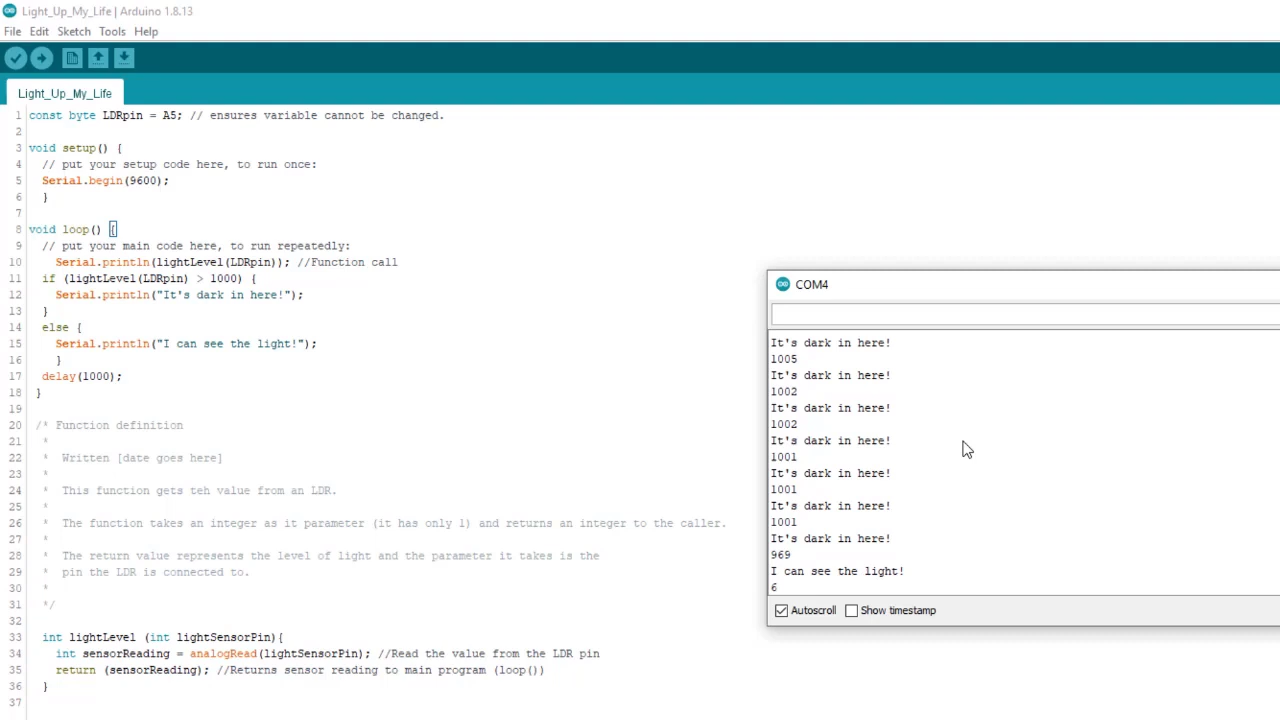 Light_Up_My_Life | Arduino 1.8.13
File Edit Sketch Tools Help
Light_Up_My_Life
1 const byte LDRpin = A5; // ensures variable cannot be changed.
2
3 void setup() {
4 // put your setup code here, to run once:
5 Serial.begin(9600);
6 }
7
8 void loop() {
9 // put your main code here, to run repeatedly:
10 Serial.println(lightLevel(LDRpin)); //Function call
11 if (lightLevel(LDRpin) > 1000) {
12 Serial.println("It's dark in here!");
13 }
14 else {
15 Serial.println("I can see the light!");
16 }
17 delay(1000);
18 }
19
20 /* Function definition
21 *
22 * Written [date goes here]
23 *
24 * This function gets teh value from an LDR.
25 *
26 * The function takes an integer as it parameter (it has only 1) and returns an integer to the caller.
27 *
28 * The return value represents the level of light and the parameter it takes is the
29 * pin the LDR is connected to.
30 *
31 */
32
33 int lightLevel (int lightSensorPin){
34 int sensorReading = analogRead(lightSensorPin); //Read the value from the LDR pin
35 return (sensorReading); //Returns sensor reading to main program (loop())
36 }
37
COM4
It's dark in here!
1005
It's dark in here!
1002
It's dark in here!
1002
It's dark in here!
1001
It's dark in here!
1001
It's dark in here!
1001
It's dark in here!
969
I can see the light!
6
Autoscroll Show timestamp